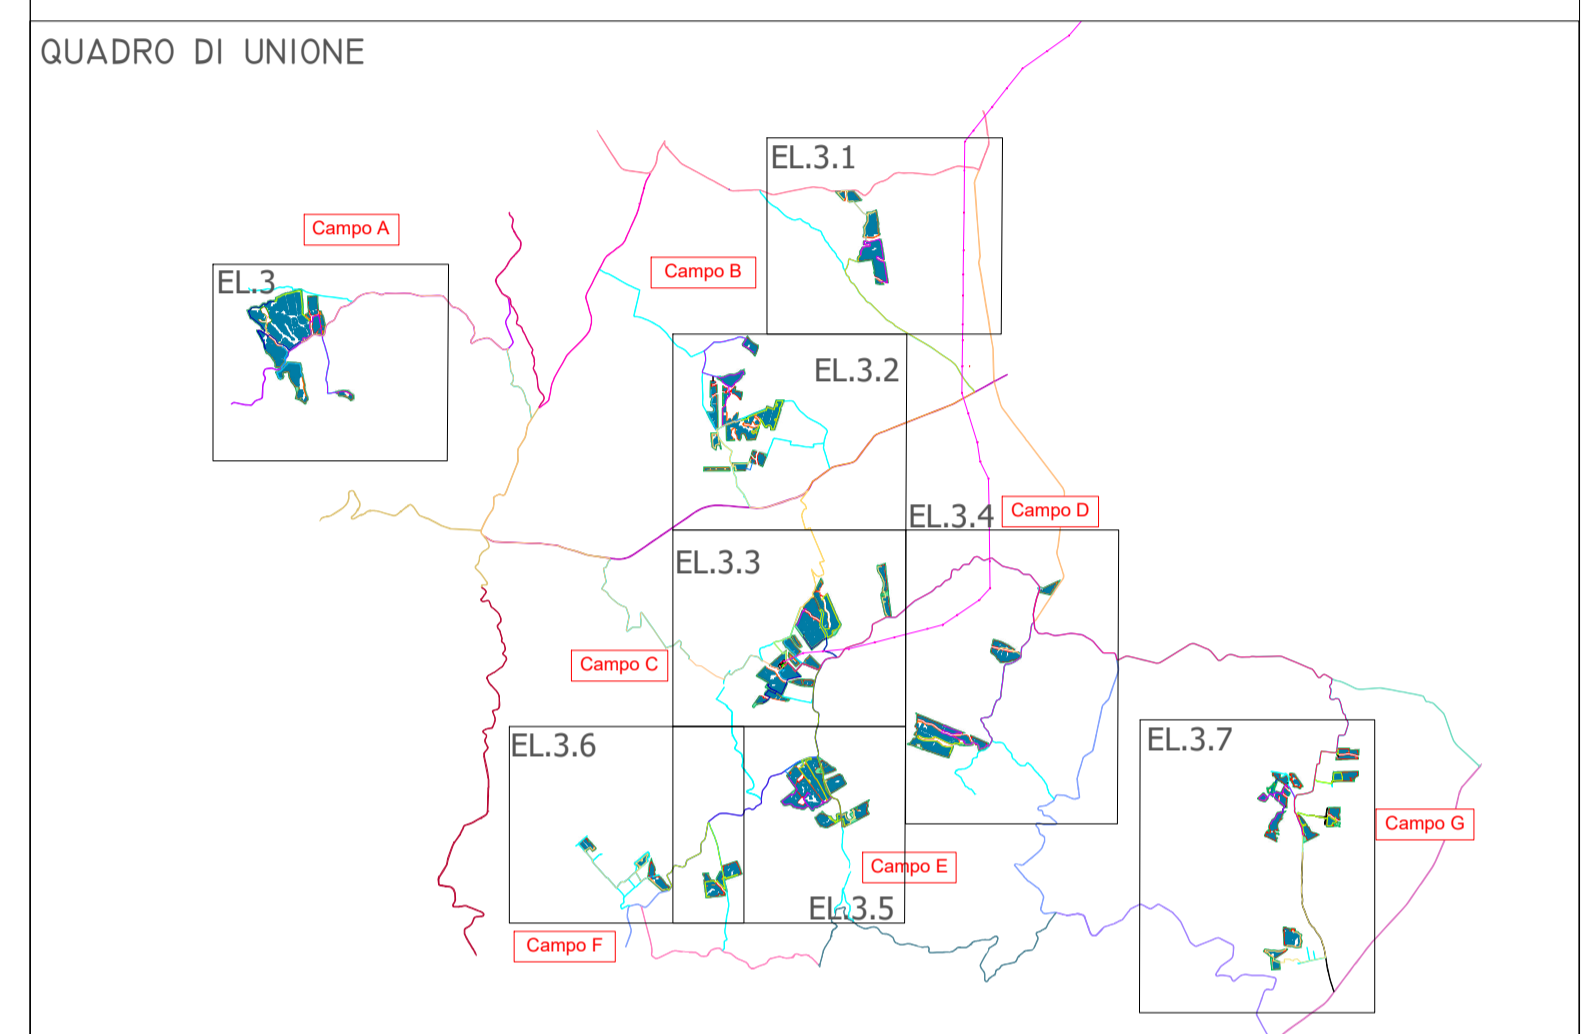 QUADRO DI UNIONE
EL.3.1
Campo A
Campo B
EL.3
EL.3.2
EL.3.4
Campo D
EL.3.3
Campo C
EL.3.6
EL.3.7
Campo G
Campo E
EL.3.5
Campo F